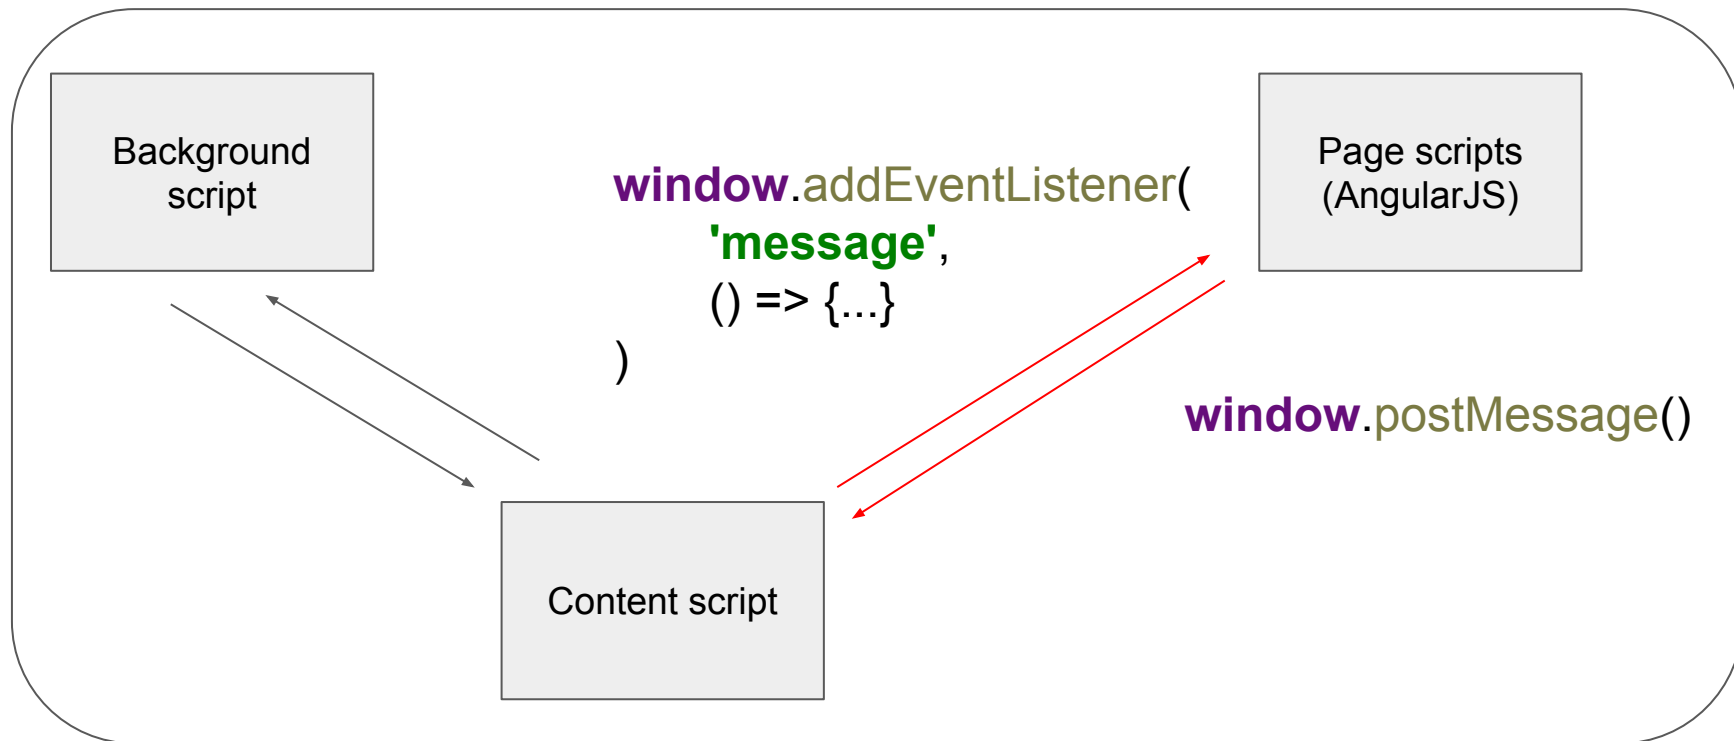 Background
script
window.addEventListener(
'message',
() => {...}
)
Page scripts
(AngularJS)
window.postMessage()
Content script